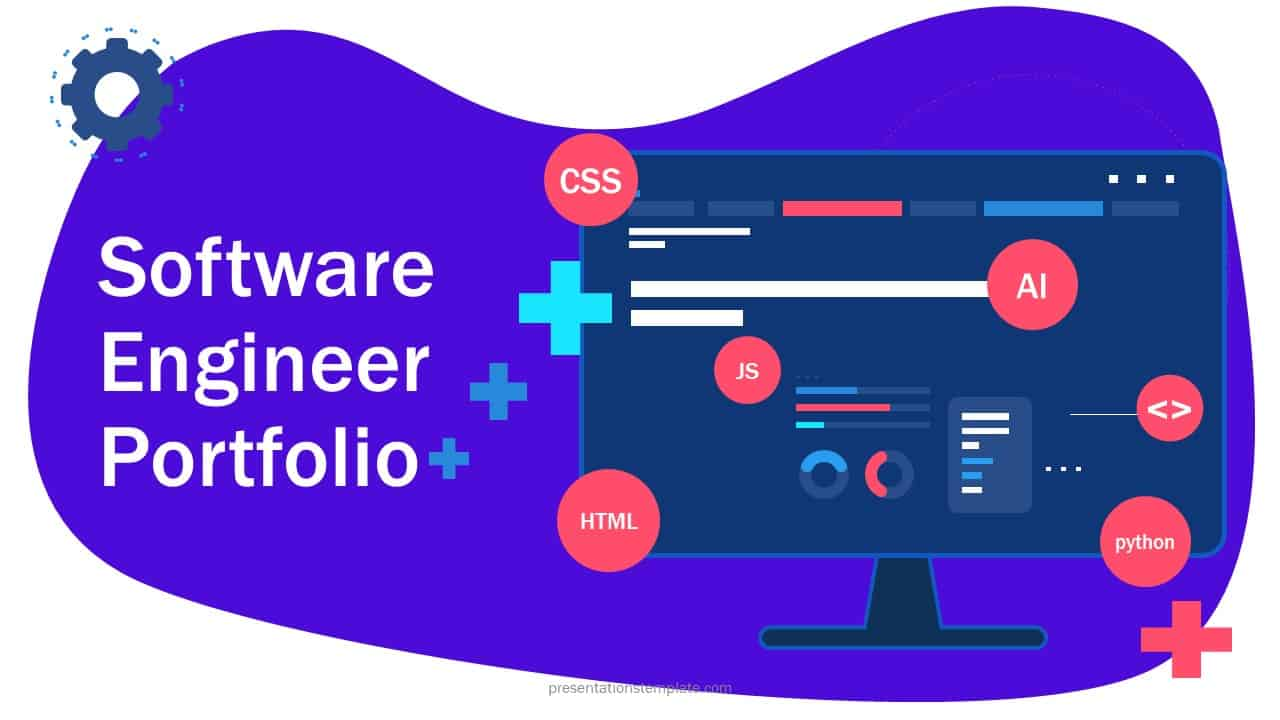 Software
Engineer
Portfolio
CSS
AI
JS
<>
HTML
python
presentationstemplate.com